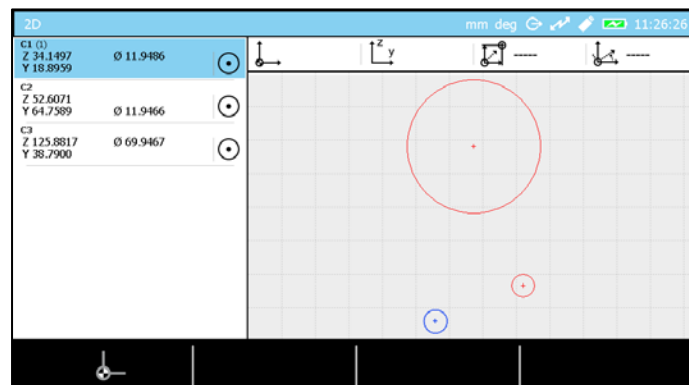 2D mm deg 11:26:26
C1 (1)
Z 34.1497 Ø 11.9486
Y 18.8959
C2
Z 52.6071
Y 64.7589 Ø 11.9466
C3
Z 125.8817 Ø 69.9467
Y 38.7900
z y ----- -----